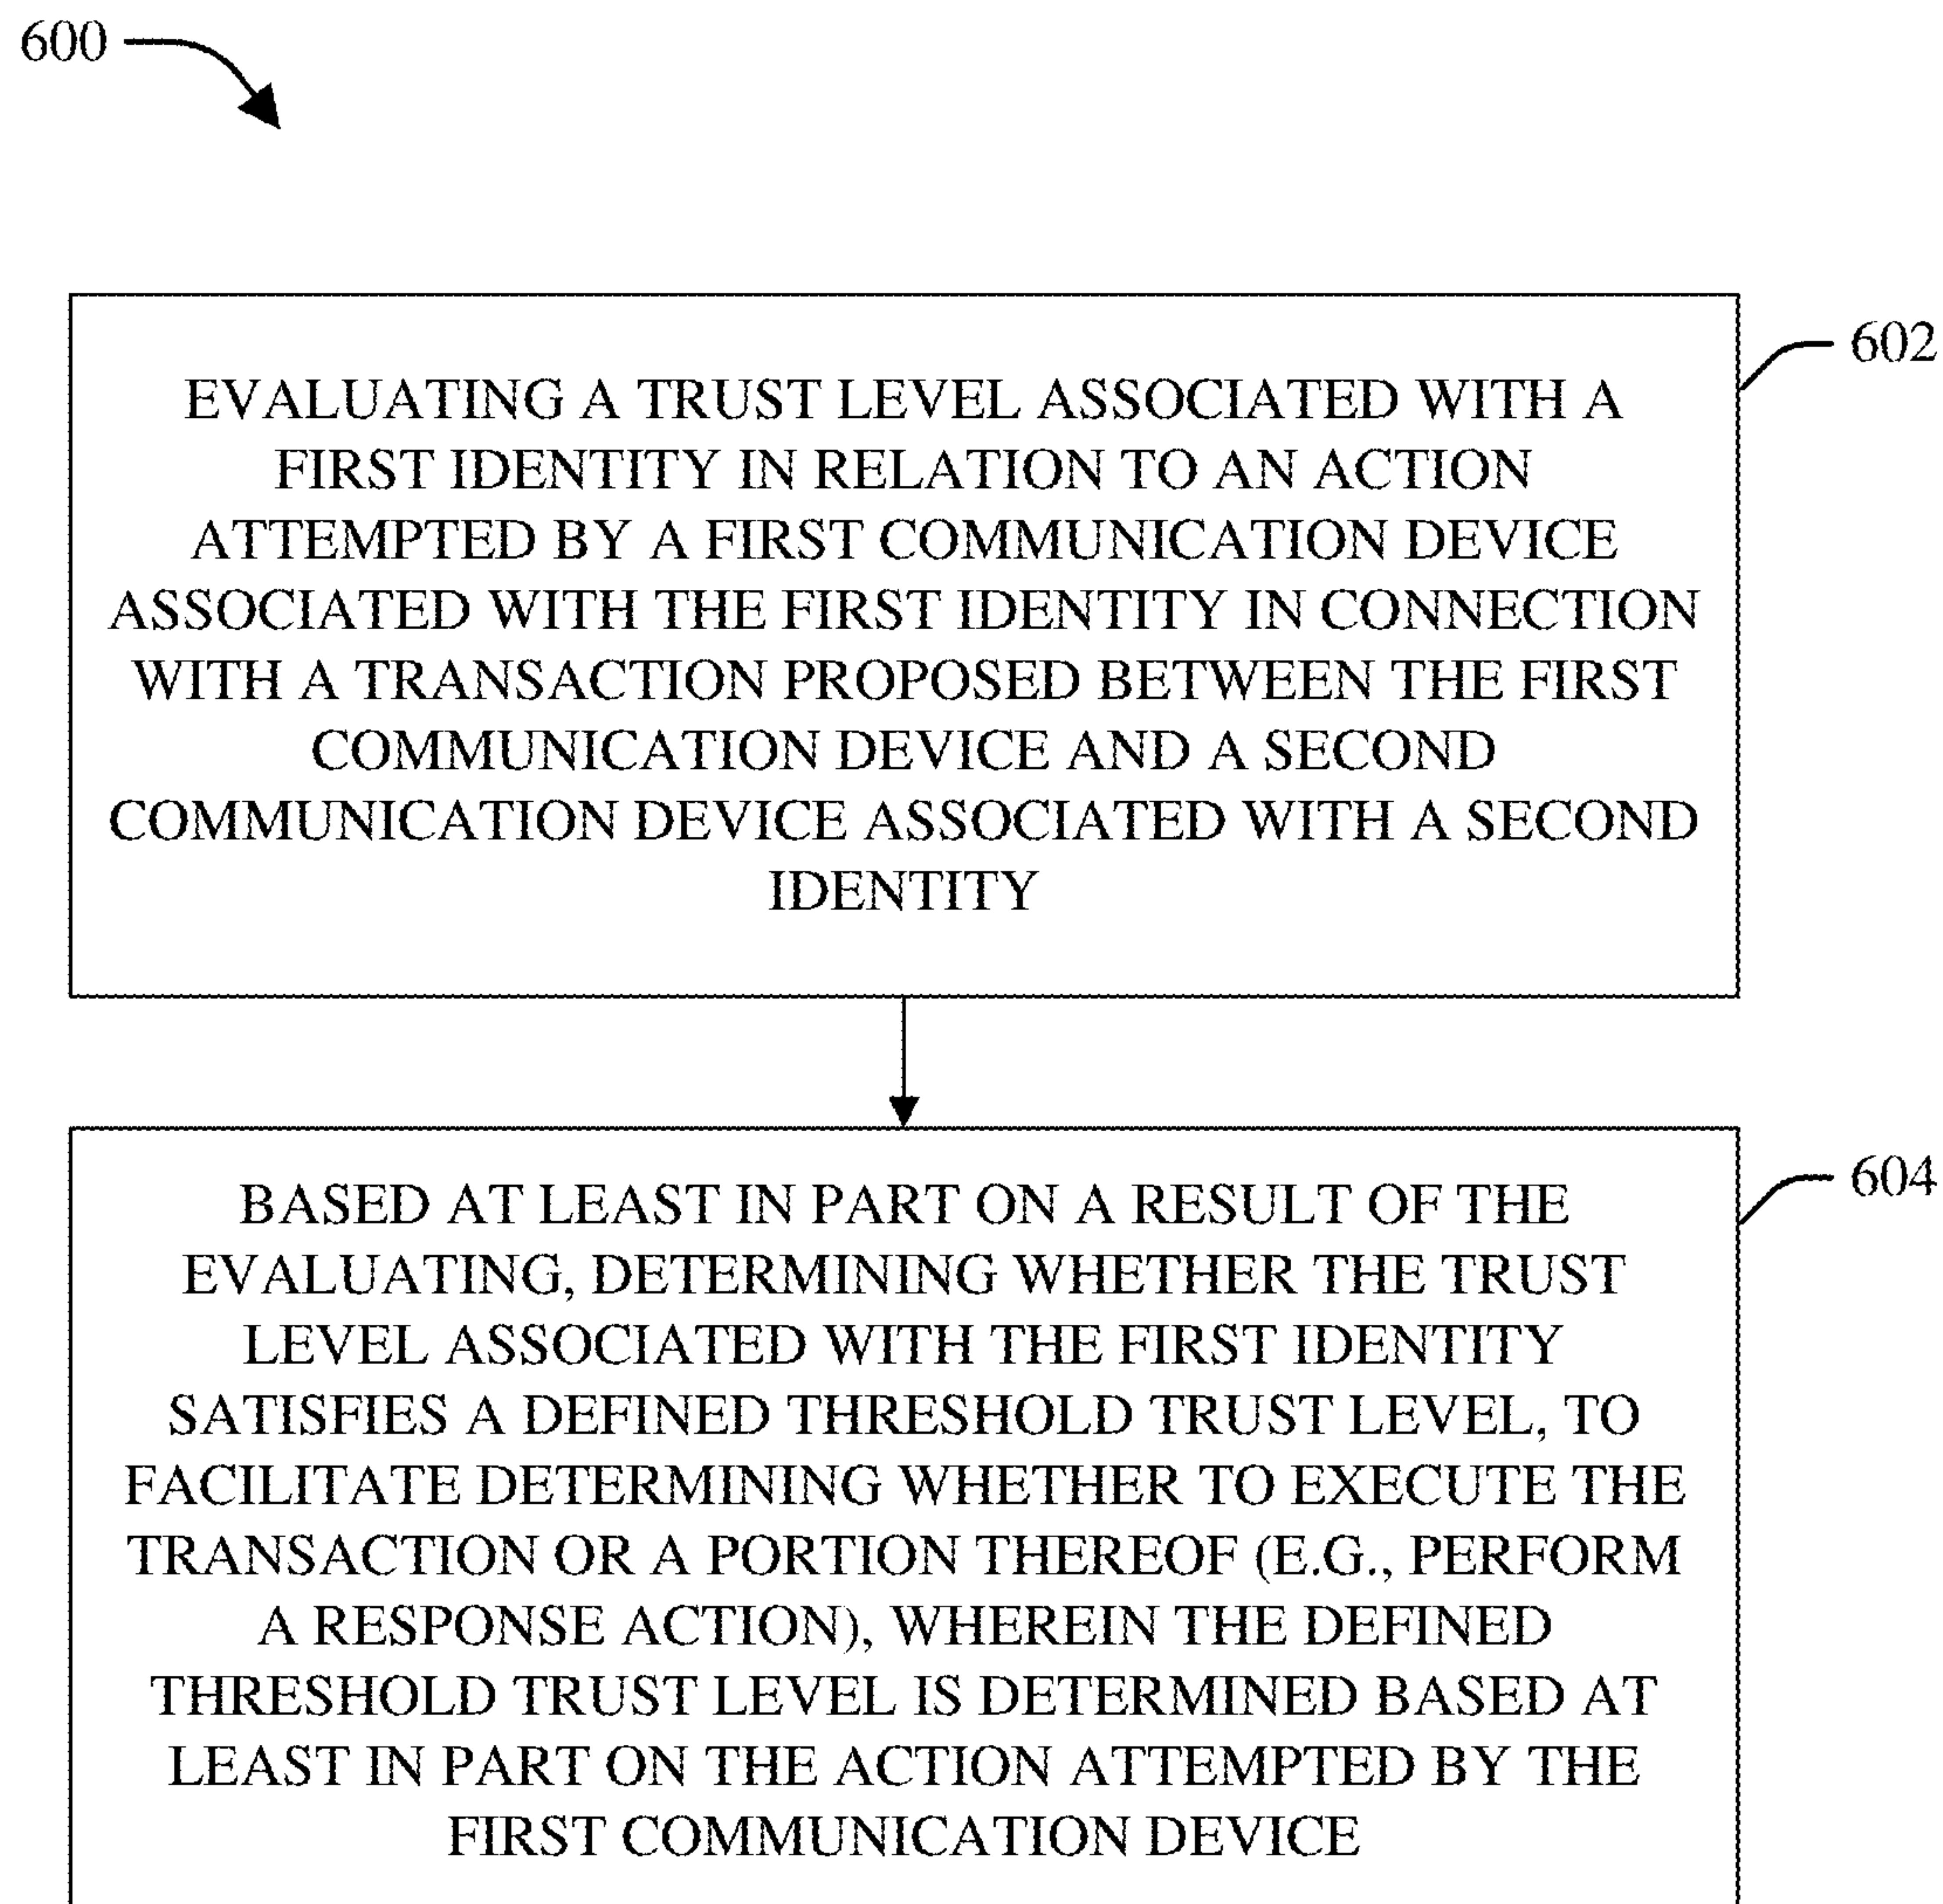 600
602
EVALUATING A TRUST LEVEL ASSOCIATED WITH A
FIRST IDENTITY IN RELATION TO AN ACTION
ATTEMPTED BY A FIRST COMMUNICATION DEVICE
ASSOCIATED WITH THE FIRST IDENTITY IN CONNECTION
WITH A TRANSACTION PROPOSED BETWEEN THE FIRST
COMMUNICATION DEVICE AND A SECOND
COMMUNICATION DEVICE ASSOCIATED WITH A SECOND
IDENTITY
604
BASED AT LEAST IN PART ON A RESULT OF THE
EVALUATING, DETERMINING WHETHER THE TRUST
LEVEL ASSOCIATED WITH THE FIRST IDENTITY
SATISFIES A DEFINED THRESHOLD TRUST LEVEL, TO
FACILITATE DETERMINING WHETHER TO EXECUTE THE
TRANSACTION OR A PORTION THEREOF (E.G., PERFORM
A RESPONSE ACTION), WHEREIN THE DEFINED
THRESHOLD TRUST LEVEL IS DETERMINED BASED AT
LEAST IN PART ON THE ACTION ATTEMPTED BY THE
FIRST COMMUNICATION DEVICE